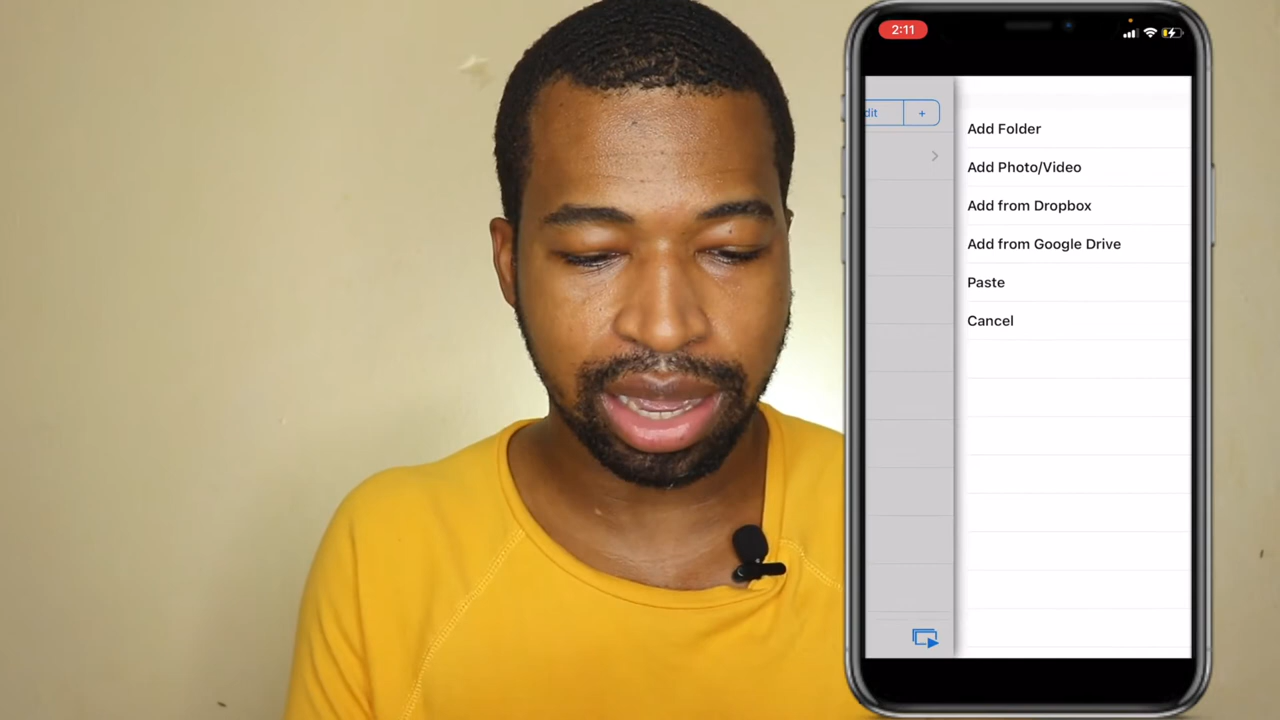 2:11
dit
+
Add Folder
Add Photo/Video
Add from Dropbox
Add from Google Drive
Paste
Cancel